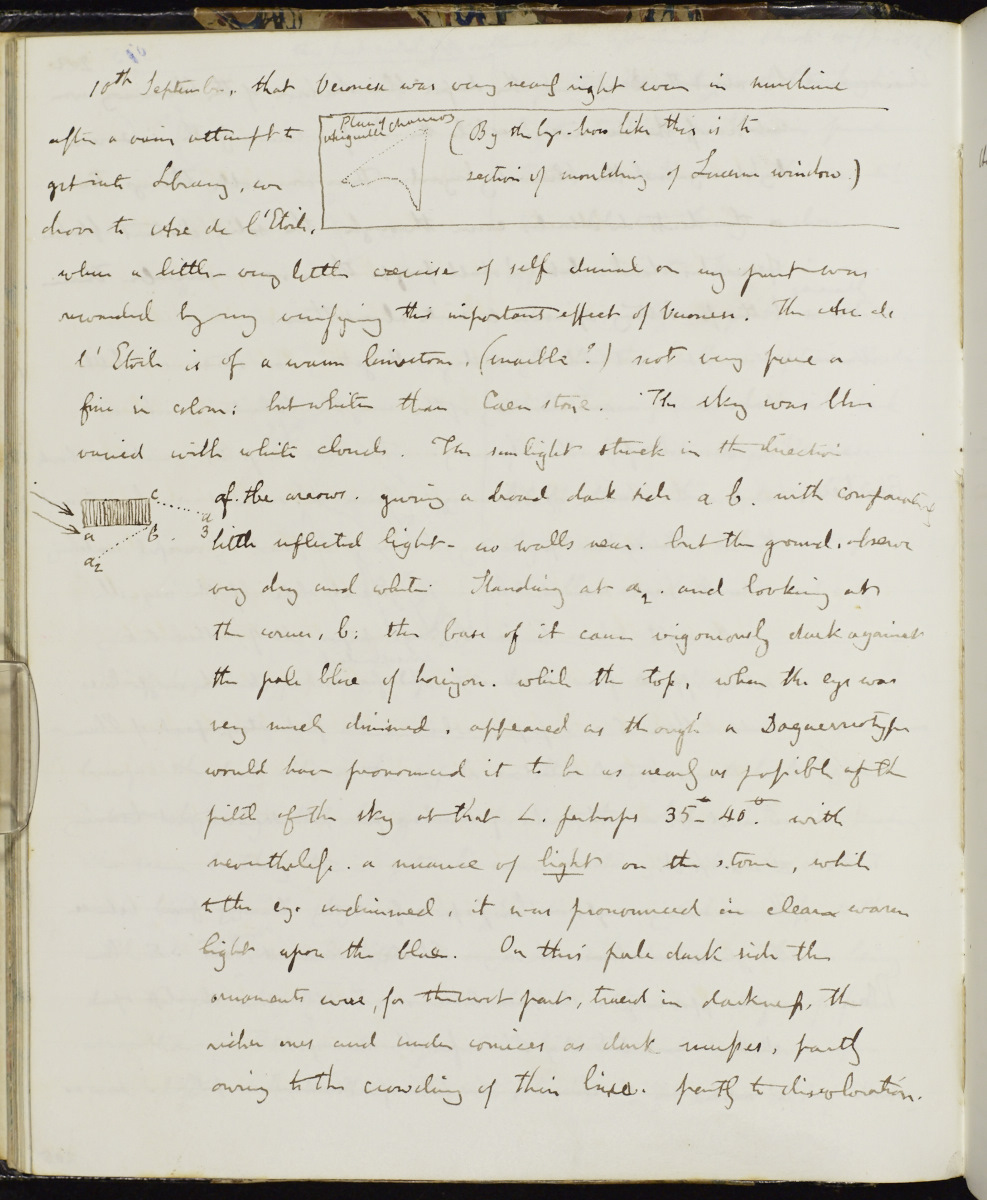 10th September, that Veronese was very nearly right even in sunshine
after a vain attempt to
get into Library, we
drove to Arc de l'Etoile,
Plan of
Aiguille Charmoz
(By the bye how like this is to
section of moulding of Lucerne window.)
where a little - very little exercise of self denial on my part was
rewarded by my verifying this important effect of Veronese. The Arc de
l'Etoile is of a warm limestone, (marble?) not very pure or
fine in colour: but whiter than Caen stone. The sky was blue
varied with white clouds. The sunlight struck in the direction
of the arrows. giving a broad dark side a b. with comparatively
little reflected light - no walls near. but the ground, observe
very dry and white. Standing at a2. and looking at
c
a
b.
a
3
a2
the corner, b: the base of it came vigorously dark against
the pale blue of horizon. while the top, when the eye was
very much dimmed, appeared as though a Daguerreotype
would have pronounced it to be as nearly as possible of the
pitch of the sky at that L. perhaps 35°- 40°. with
nevertheless. a nuance of light on the stone, while
to the eye undimmed, it was pronounced in clear warm
light upon the blue. On this pale dark side the
ornaments were, for the most part, traced in darkness, the
richer ones and under cornices as dark masses, partly
owing to the crowding of their lines. partly to discoloration.